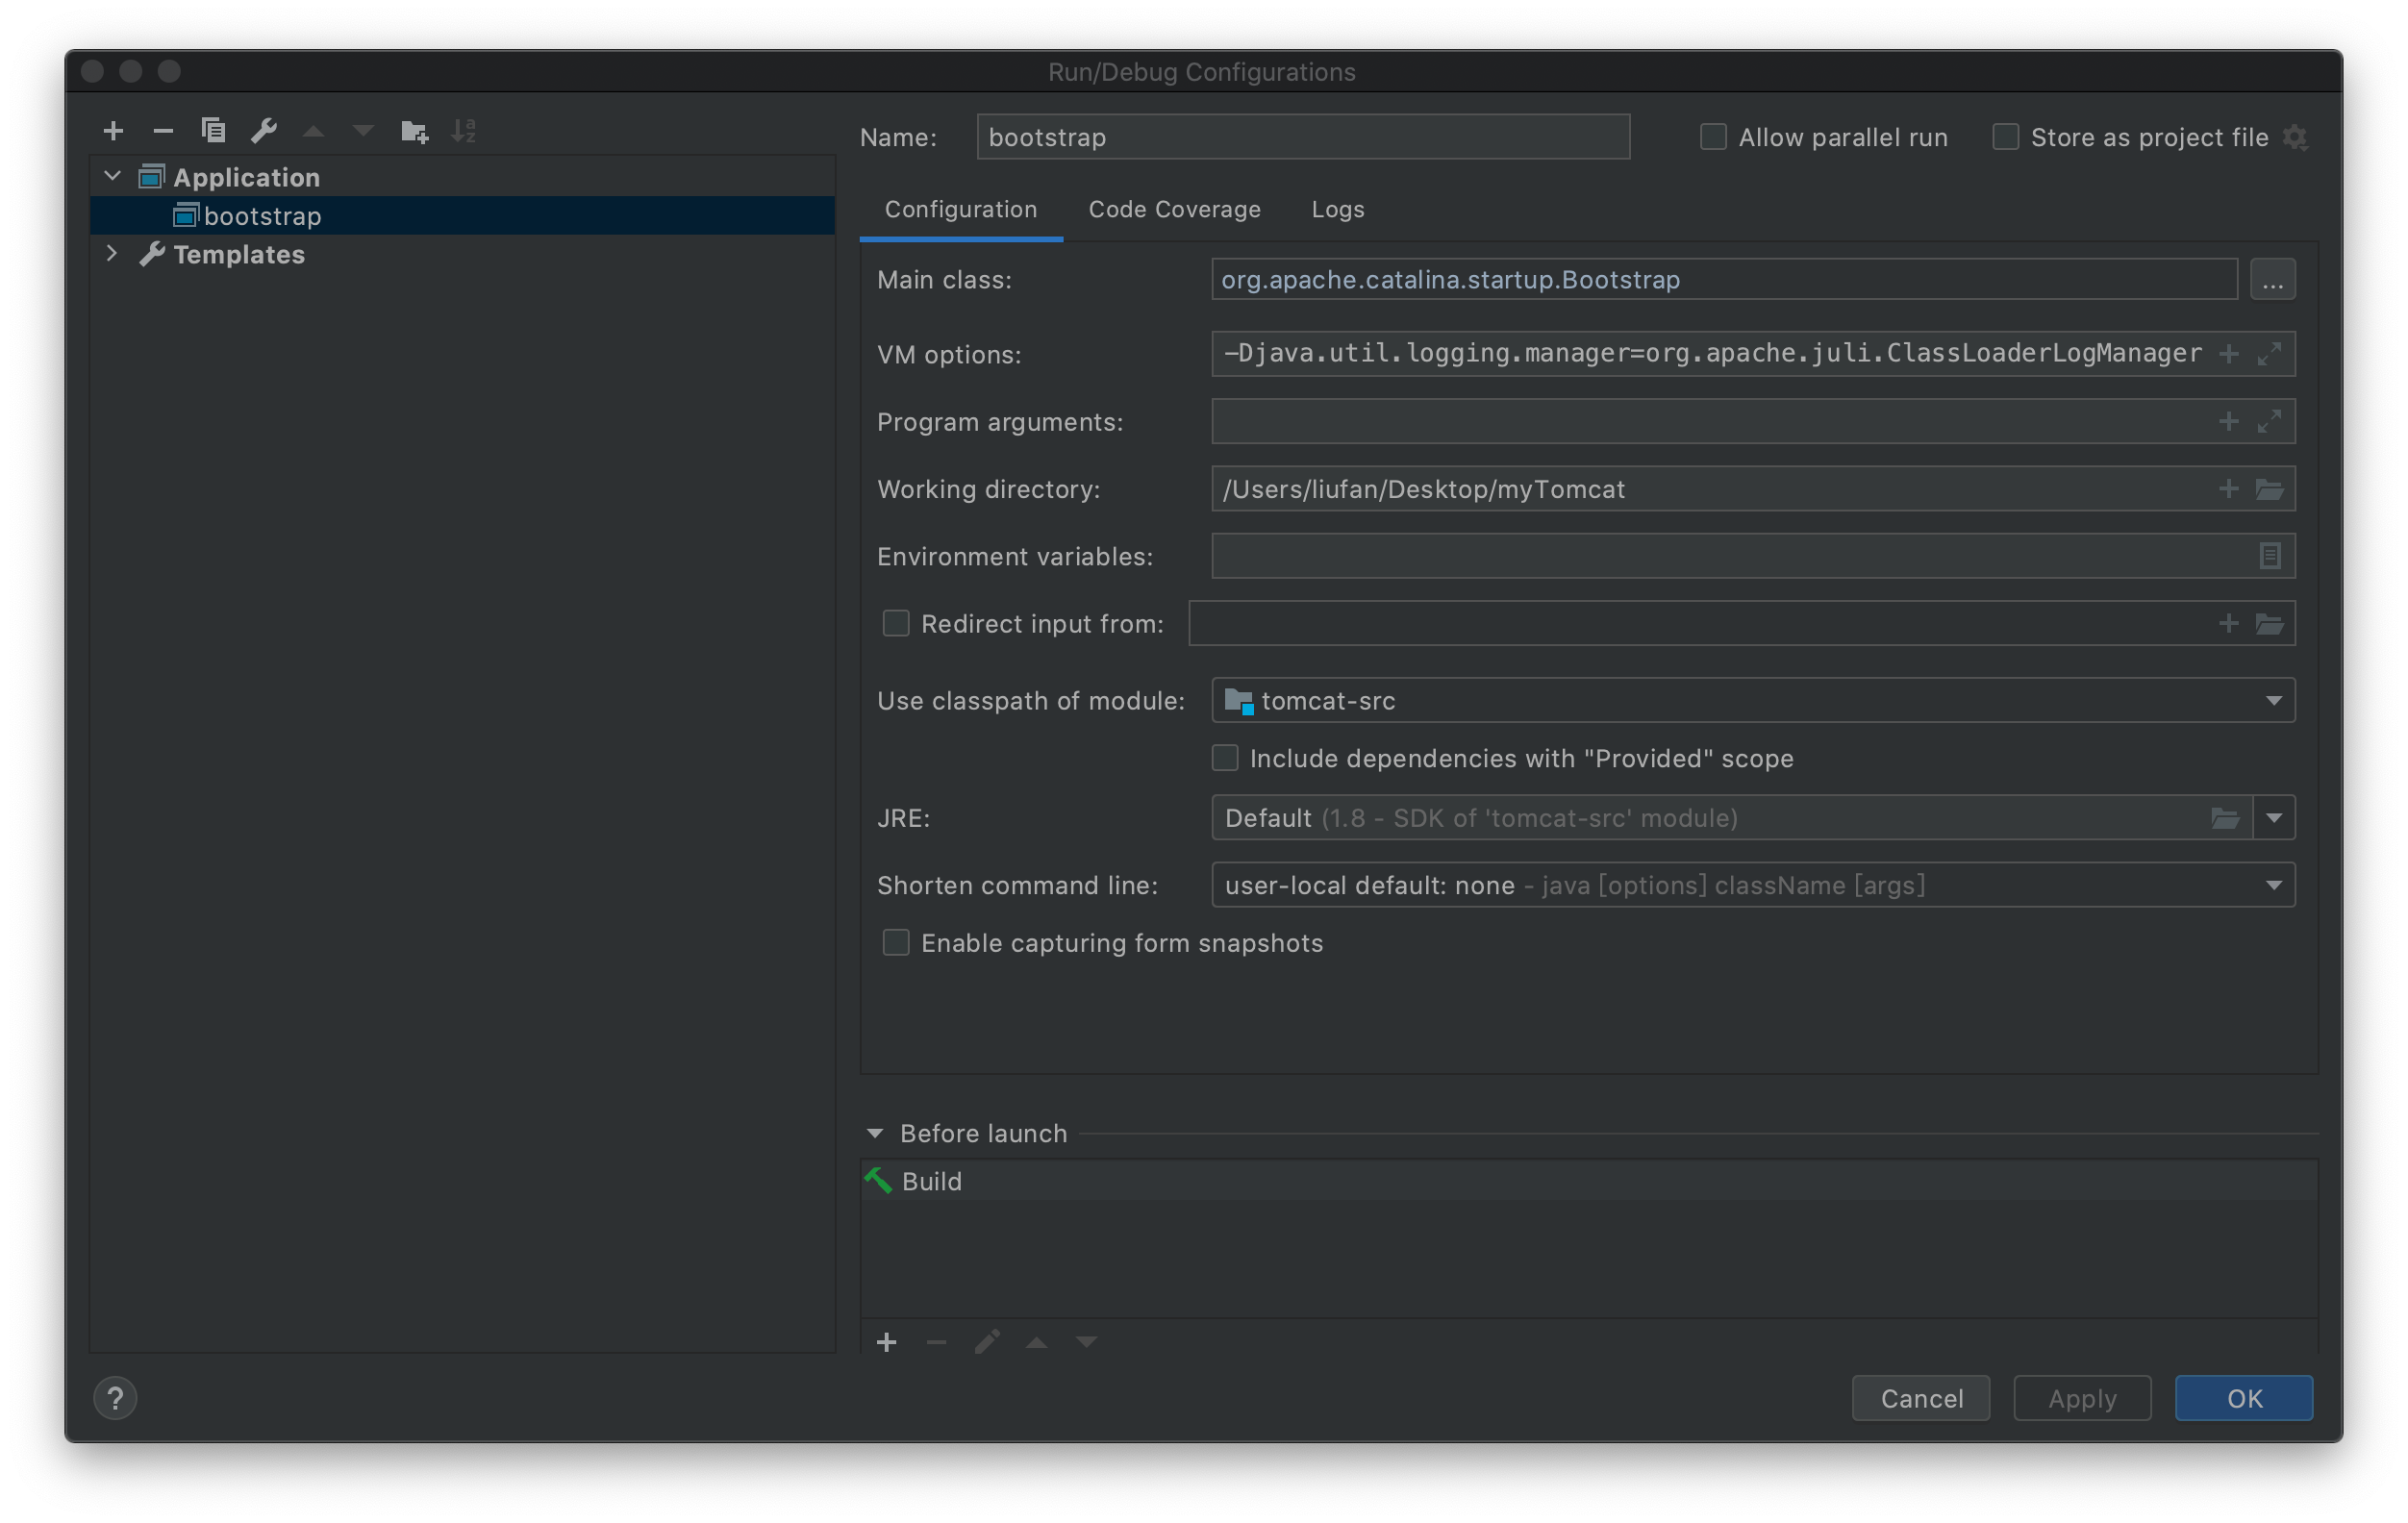 Run/Debug Configurations
Application
bootstrap
Templates
Name: bootstrap Allow parallel run Store as project file
Configuration Code Coverage Logs
Main class: org.apache.catalina.startup.Bootstrap ...
VM options: -Djava.util.logging.manager=org.apache.juli.ClassLoaderLogManager
Program arguments:
Working directory: /Users/liufan/Desktop/myTomcat
Environment variables:
Redirect input from:
Use classpath of module: tomcat-src
Include dependencies with "Provided" scope
JRE: Default (1.8 - SDK of 'tomcat-src' module)
Shorten command line: user-local default: none - java [options] className [args]
Enable capturing form snapshots
Before launch
Build
? Cancel Apply OK